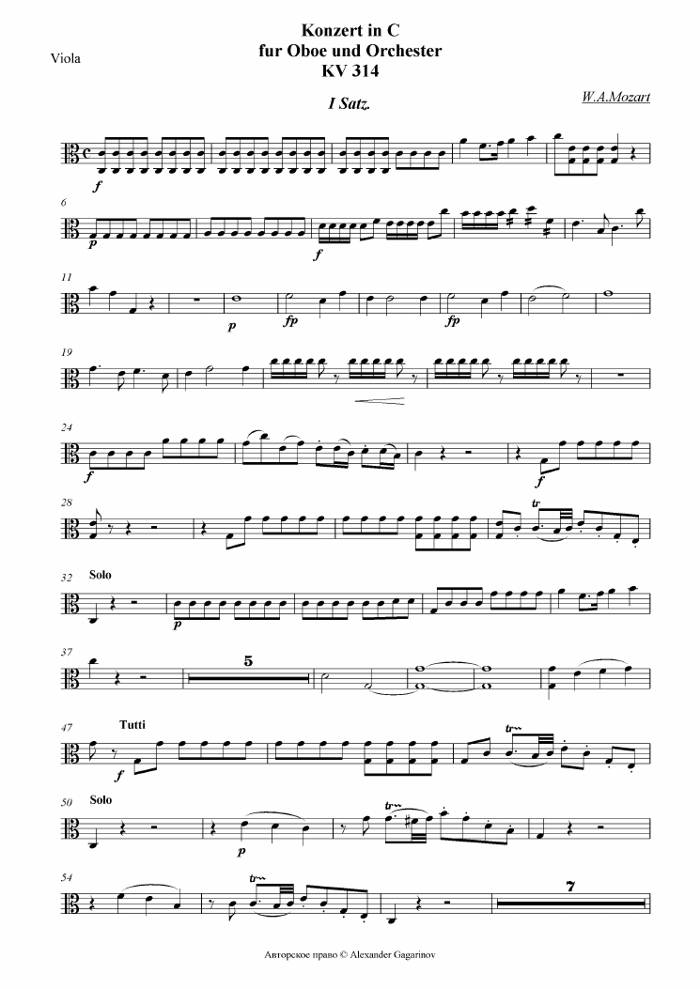 Konzert in C
fur Oboe und Orchester
Viola
KV 314
W.A.Mozart
I Satz.
f
6
p
f
11
p
fp
fp
19
24
f
f
28
tr
32
Solo
p
37
5
47
Tutti
f
tr
50
Solo
p
tr
54
tr
7
Авторское право © Alexander Gagarinov